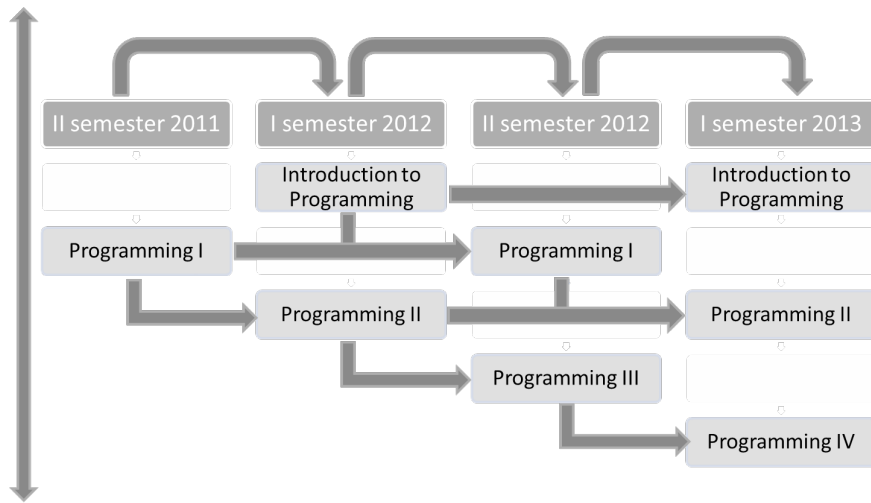 II semester 2011
I semester 2012
II semester 2012
I semester 2013
Introduction to
Programming
Introduction to
Programming
Programming I
Programming I
Programming II
Programming II
Programming III
Programming IV